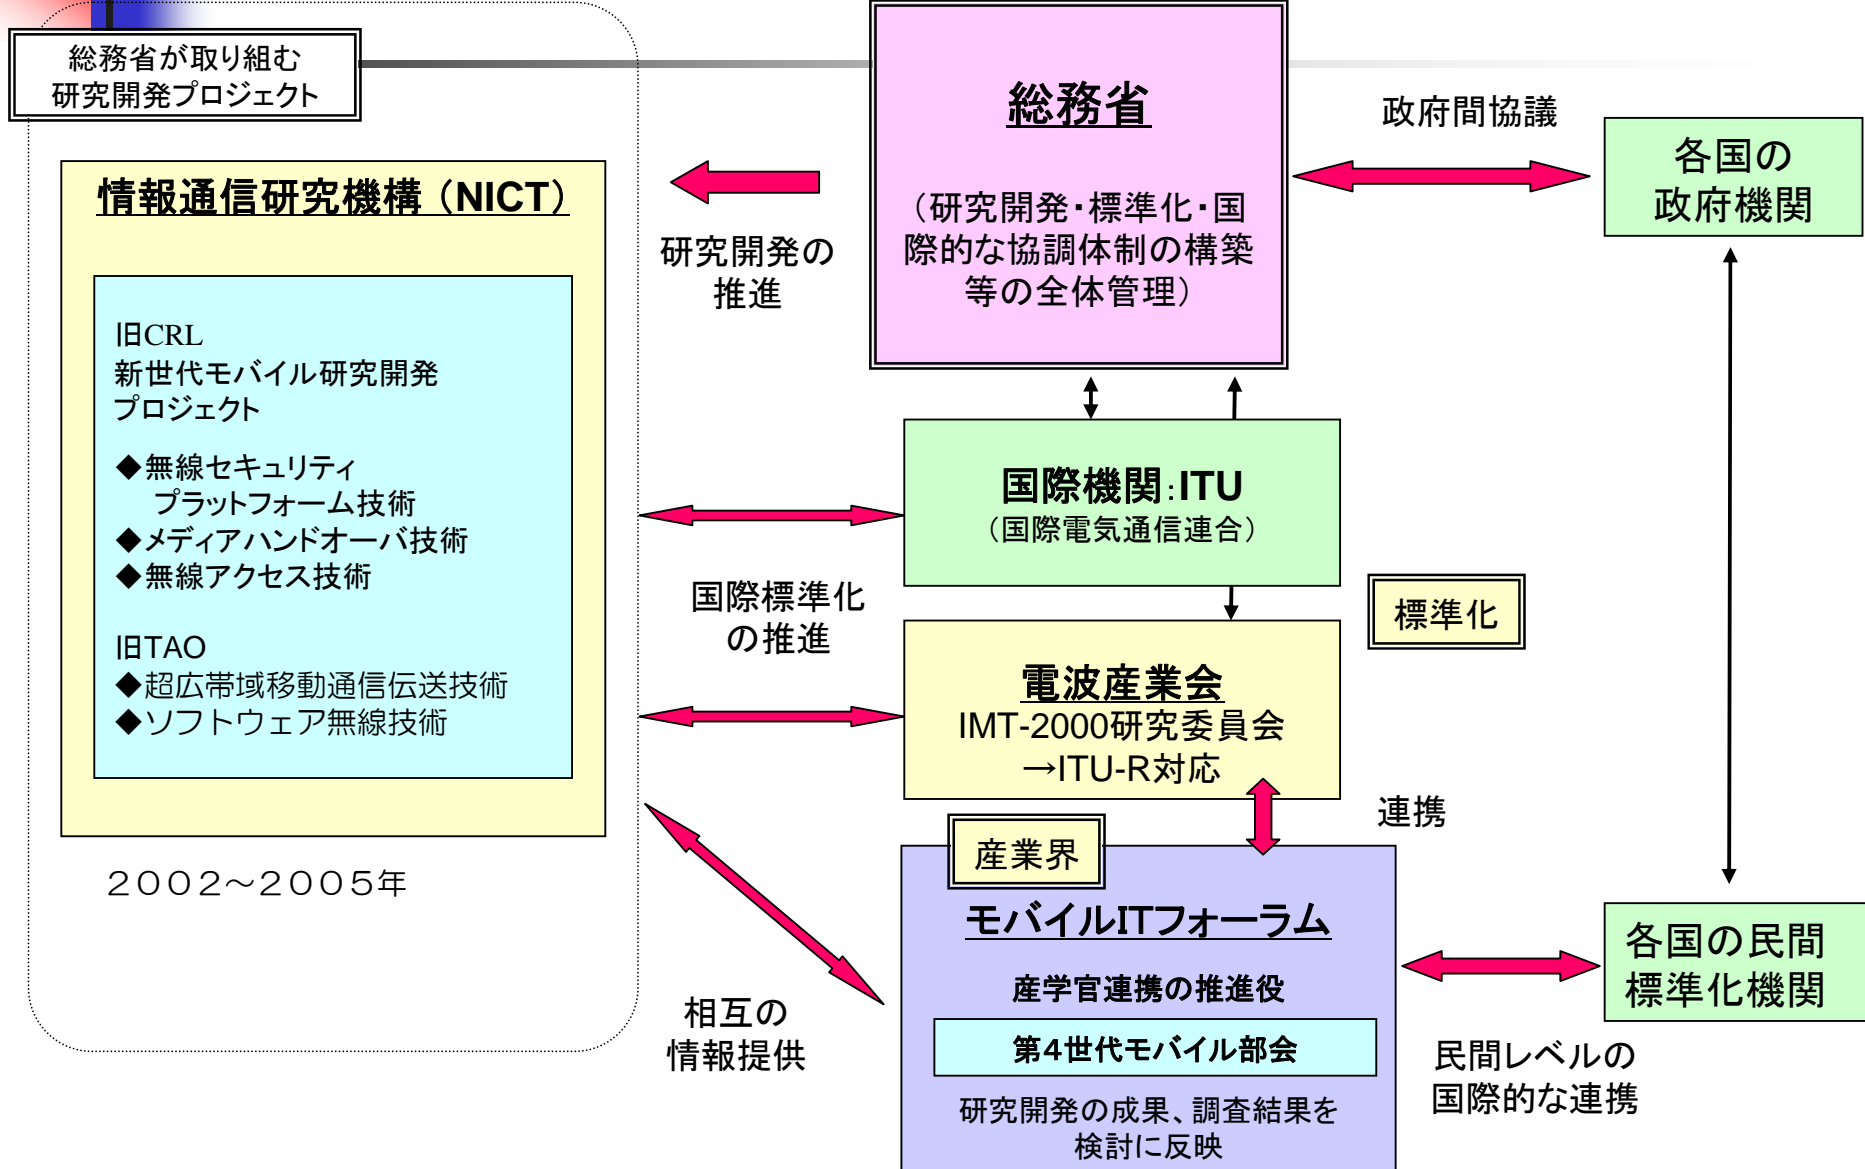 総務省が取り組む
研究開発プロジェクト
情報通信研究機構（NICT）
旧CRL
新世代モバイル研究開発
プロジェクト
◆無線セキュリティ
プラットフォーム技術
◆メディアハンドオーバ技術
◆無線アクセス技術
旧TAO
◆超広帯域移動通信伝送技術
◆ソフトウェア無線技術
２００２～２００５年
研究開発の
推進
総務省
（研究開発・標準化・国
際的な協調体制の構築
等の全体管理）
政府間協議
各国の
政府機関
国際機関：ITU
（国際電気通信連合）
国際標準化
の推進
標準化
電波産業会
IMT-2000研究委員会
→ITU-R対応
連携
産業界
モバイルITフォーラム
産学官連携の推進役
第4世代モバイル部会
研究開発の成果、調査結果を
検討に反映
相互の
情報提供
各国の民間
標準化機関
民間レベルの
国際的な連携